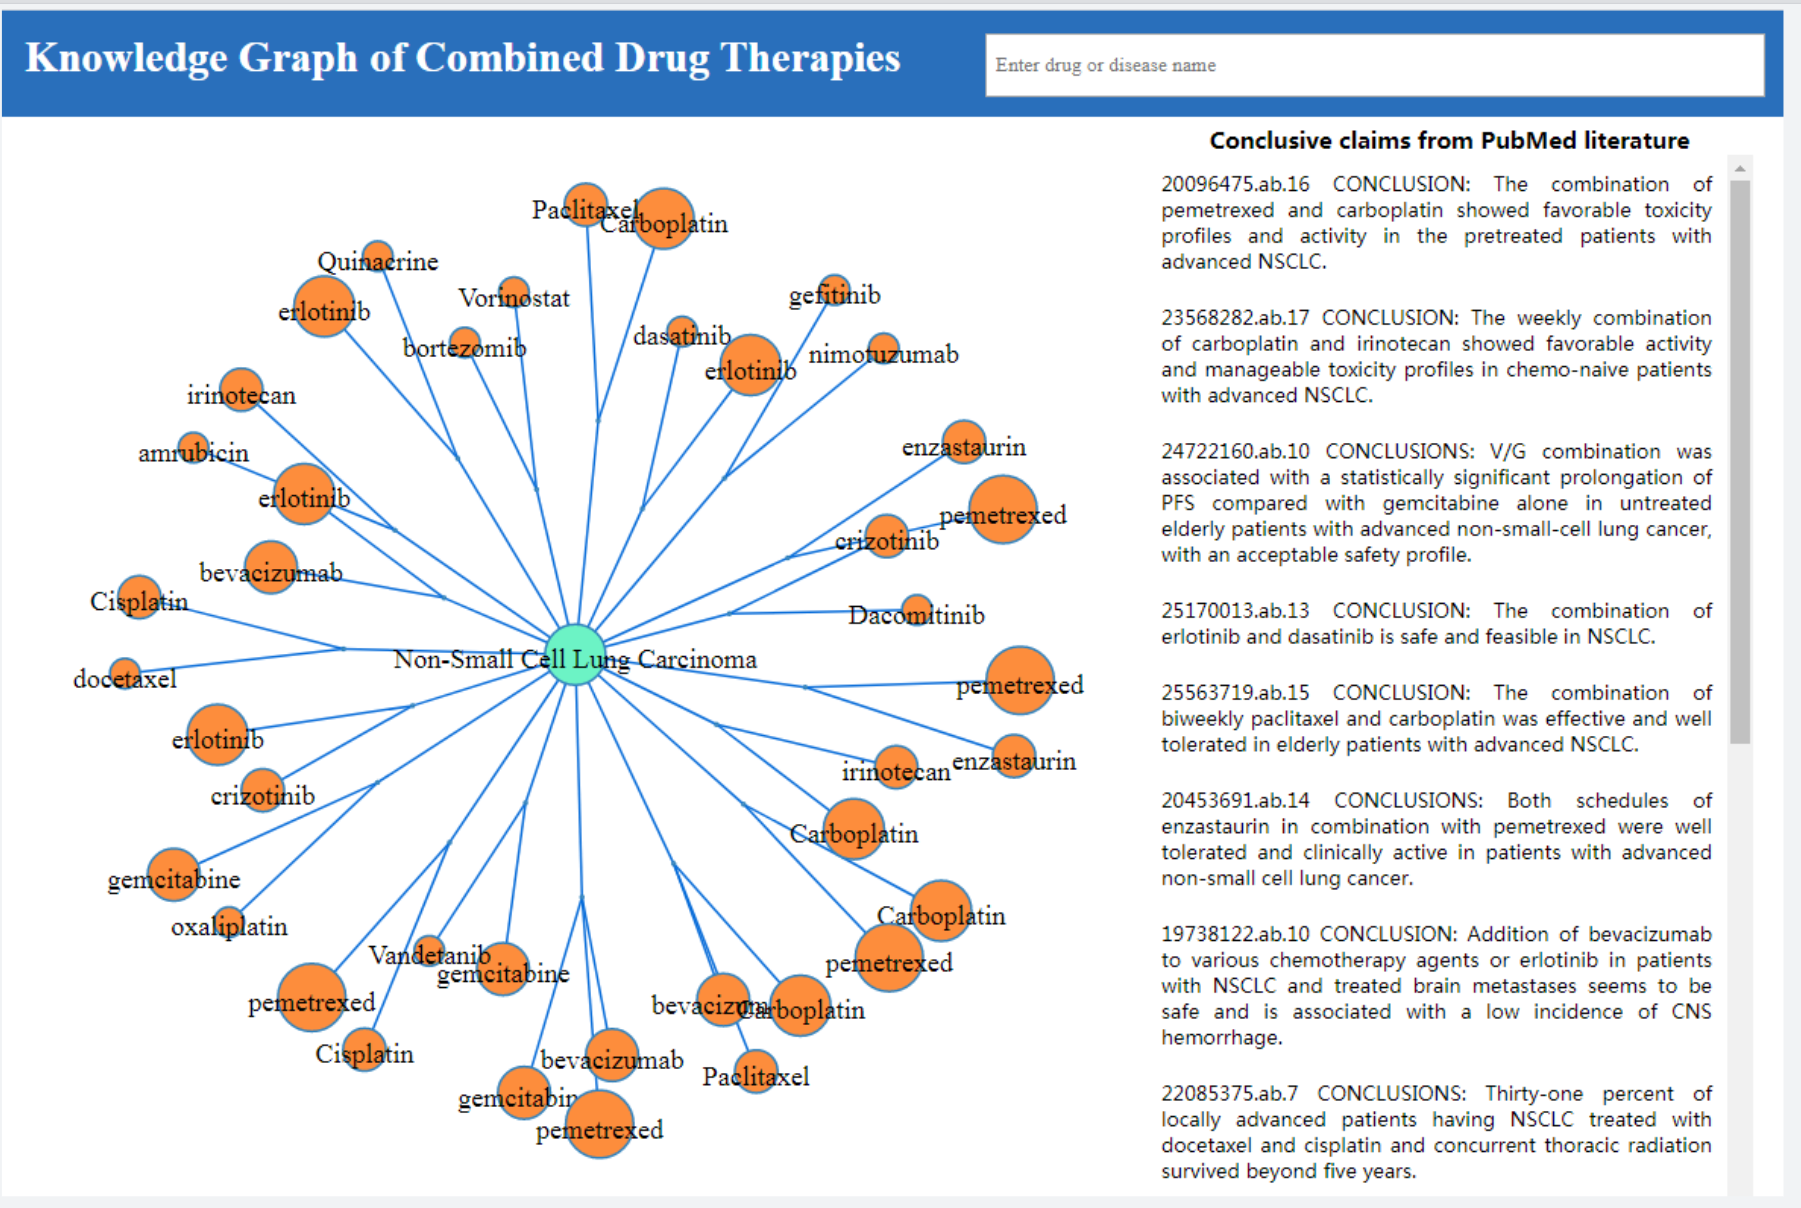 Knowledge Graph of Combined Drug Therapies
Enter drug or disease name
Paclitaxel
Carboplatin
Quinacrine
erlotinib
Vorinostat
bortezomib
gefitinib
dasatinib
erlotinib
nimotuzumab
irinotecan
amrubicin
erlotinib
enzastaurin
pemetrexed
crizotinib
bevacizumab
Cisplatin
Dacomitinib
Non-Small Cell Lung Carcinoma
docetaxel
pemetrexed
erlotinib
crizotinib
irinotecan
enzastaurin
Carboplatin
gemcitabine
oxaliplatin
Carboplatin
pemetrexed
Vandetanib
gemcitabine
pemetrexed
bevacizum
Carboplatin
Cisplatin
bevacizumab
Paclitaxel
gemcitabin
pemetrexed
Conclusive claims from PubMed literature
20096475.ab.16 CONCLUSION: The combination of
pemetrexed and carboplatin showed favorable toxicity
profiles and activity in the pretreated patients with
advanced NSCLC.
23568282.ab.17 CONCLUSION: The weekly combination
of carboplatin and irinotecan showed favorable activity
and manageable toxicity profiles in chemo-naive patients
with advanced NSCLC.
24722160.ab.10 CONCLUSIONS: V/G combination was
associated with a statistically significant prolongation of
PFS compared with gemcitabine alone in untreated
elderly patients with advanced non-small-cell lung cancer,
with an acceptable safety profile.
25170013.ab.13 CONCLUSION: The combination of
erlotinib and dasatinib is safe and feasible in NSCLC.
25563719.ab.15 CONCLUSION: The combination of
biweekly paclitaxel and carboplatin was effective and well
tolerated in elderly patients with advanced NSCLC.
20453691.ab.14 CONCLUSIONS: Both schedules of
enzastaurin in combination with pemetrexed were well
tolerated and clinically active in patients with advanced
non-small cell lung cancer.
19738122.ab.10 CONCLUSION: Addition of bevacizumab
to various chemotherapy agents or erlotinib in patients
with NSCLC and treated brain metastases seems to be
safe and is associated with a low incidence of CNS
hemorrhage.
22085375.ab.7 CONCLUSIONS: Thirty-one percent of
locally advanced patients having NSCLC treated with
docetaxel and cisplatin and concurrent thoracic radiation
survived beyond five years.